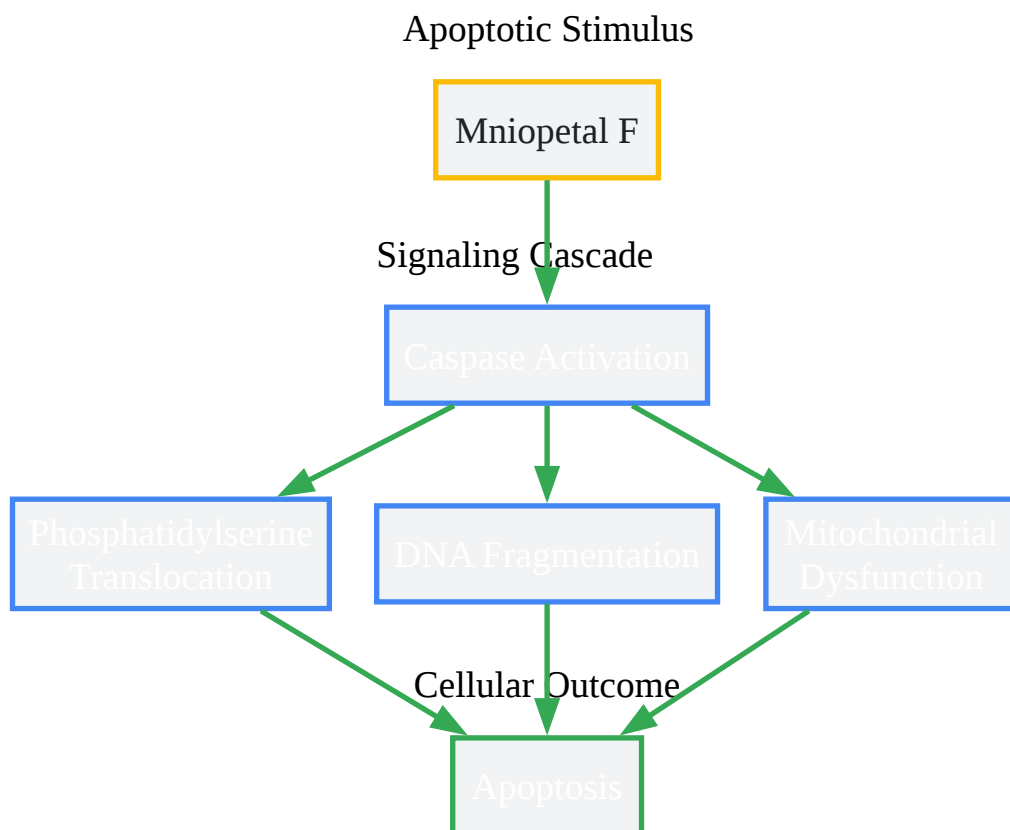 Apoptotic Stimulus
Mniopetal F
Signaling Cascade
Caspase Activation
Phosphatidylserine
Translocation
DNA Fragmentation
Mitochondrial
Dysfunction
Cellular Outcome
Apoptosis